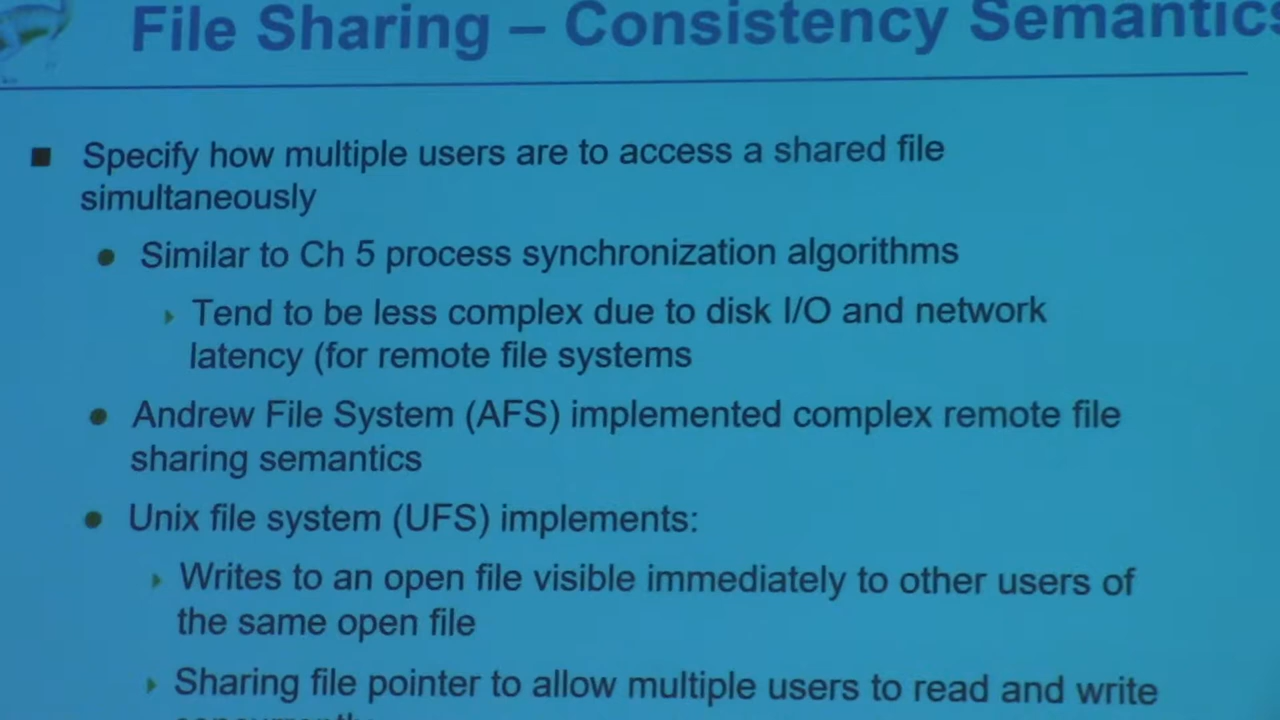 File Sharing – Consistency Semantics
Specify how multiple users are to access a shared file
simultaneously
Similar to Ch 5 process synchronization algorithms
Tend to be less complex due to disk I/O and network
latency (for remote file systems
Andrew File System (AFS) implemented complex remote file
sharing semantics
Unix file system (UFS) implements:
Writes to an open file visible immediately to other users of
the same open file
Sharing file pointer to allow multiple users to read and write